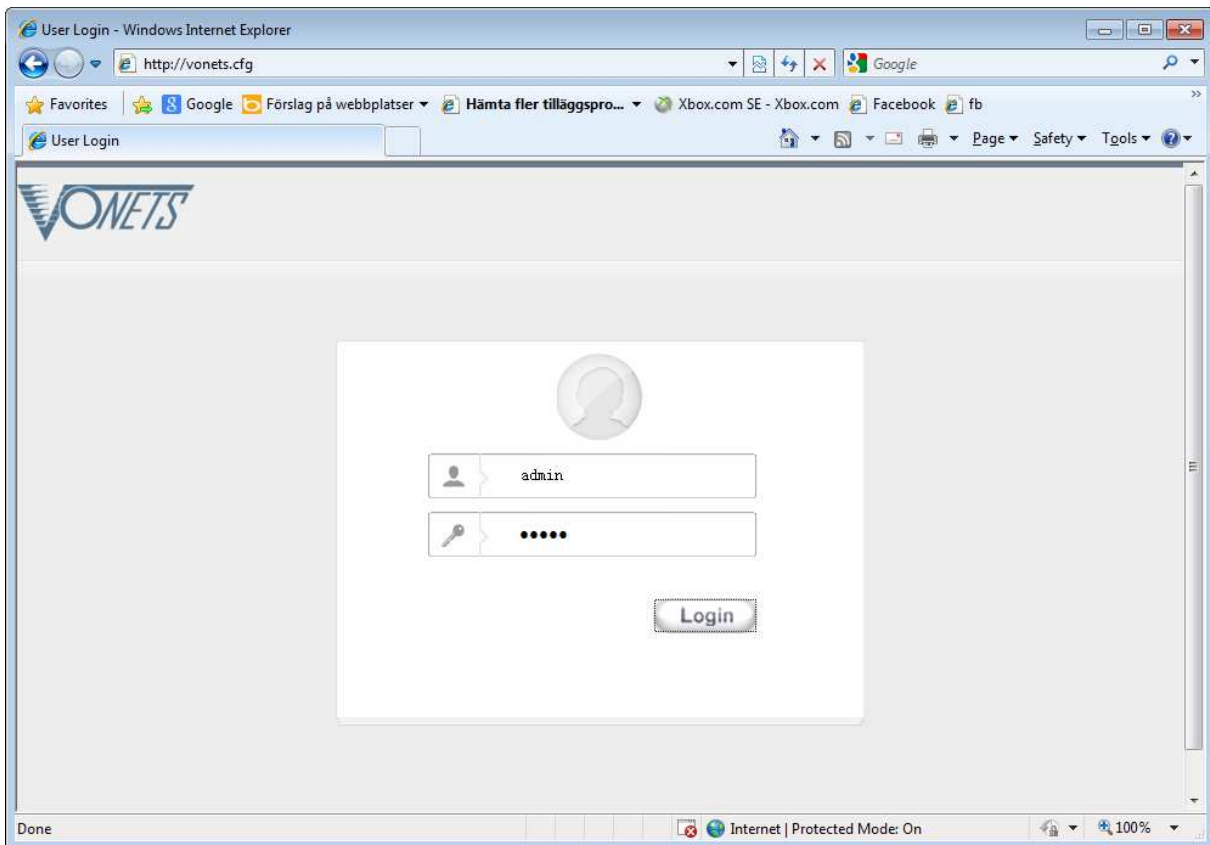 User Login - Windows Internet Explorer
http://vonets.cfg
Google
Favorites
Google
Förslag på webbplatser
Hämta fler tilläggspro...
Xbox.com SE - Xbox.com
Facebook
fb
User Login
Page
Safety
Tools
VONETS
admin
•••••
Login
Done
Internet | Protected Mode: On
100%